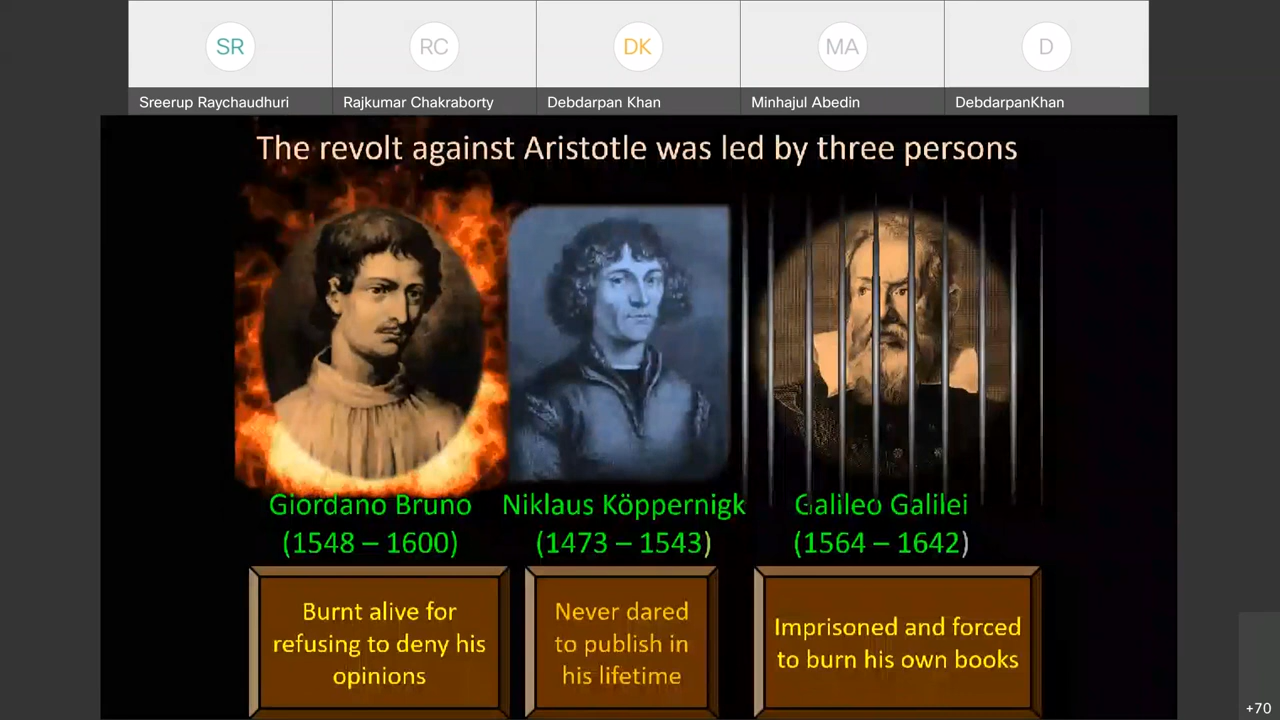 SR
RC
DK
MA
D
Sreerup Raychaudhuri
Rajkumar Chakraborty
Debdarpan Khan
Minhajul Abedin
DebdarpanKhan
The revolt against Aristotle was led by three persons
Giordano Bruno
(1548 – 1600)
Niklaus Köppernigk
(1473 – 1543)
Galileo Galilei
(1564 – 1642)
Burnt alive for
refusing to deny his
opinions
Never dared
to publish in
his lifetime
Imprisoned and forced
to burn his own books
+70